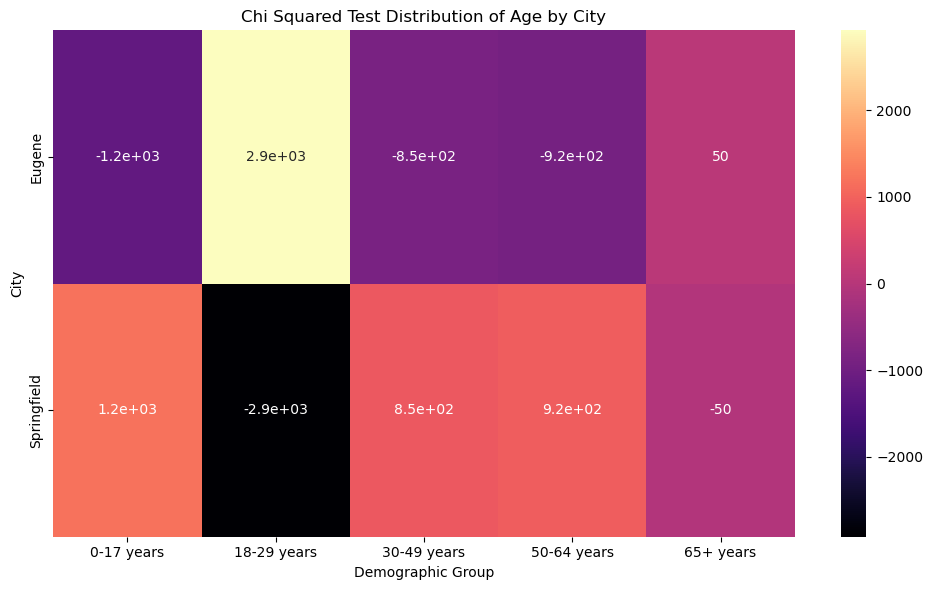 Chi Squared Test Distribution of Age by City
Eugene
-1.2e+03 2.9e+03 -8.5e+02 -9.2e+02 50
Springfield
1.2e+03 -2.9e+03 8.5e+02 9.2e+02 -50
City
0-17 years 18-29 years 30-49 years 50-64 years 65+ years
Demographic Group
2000
1000
0
−1000
−2000